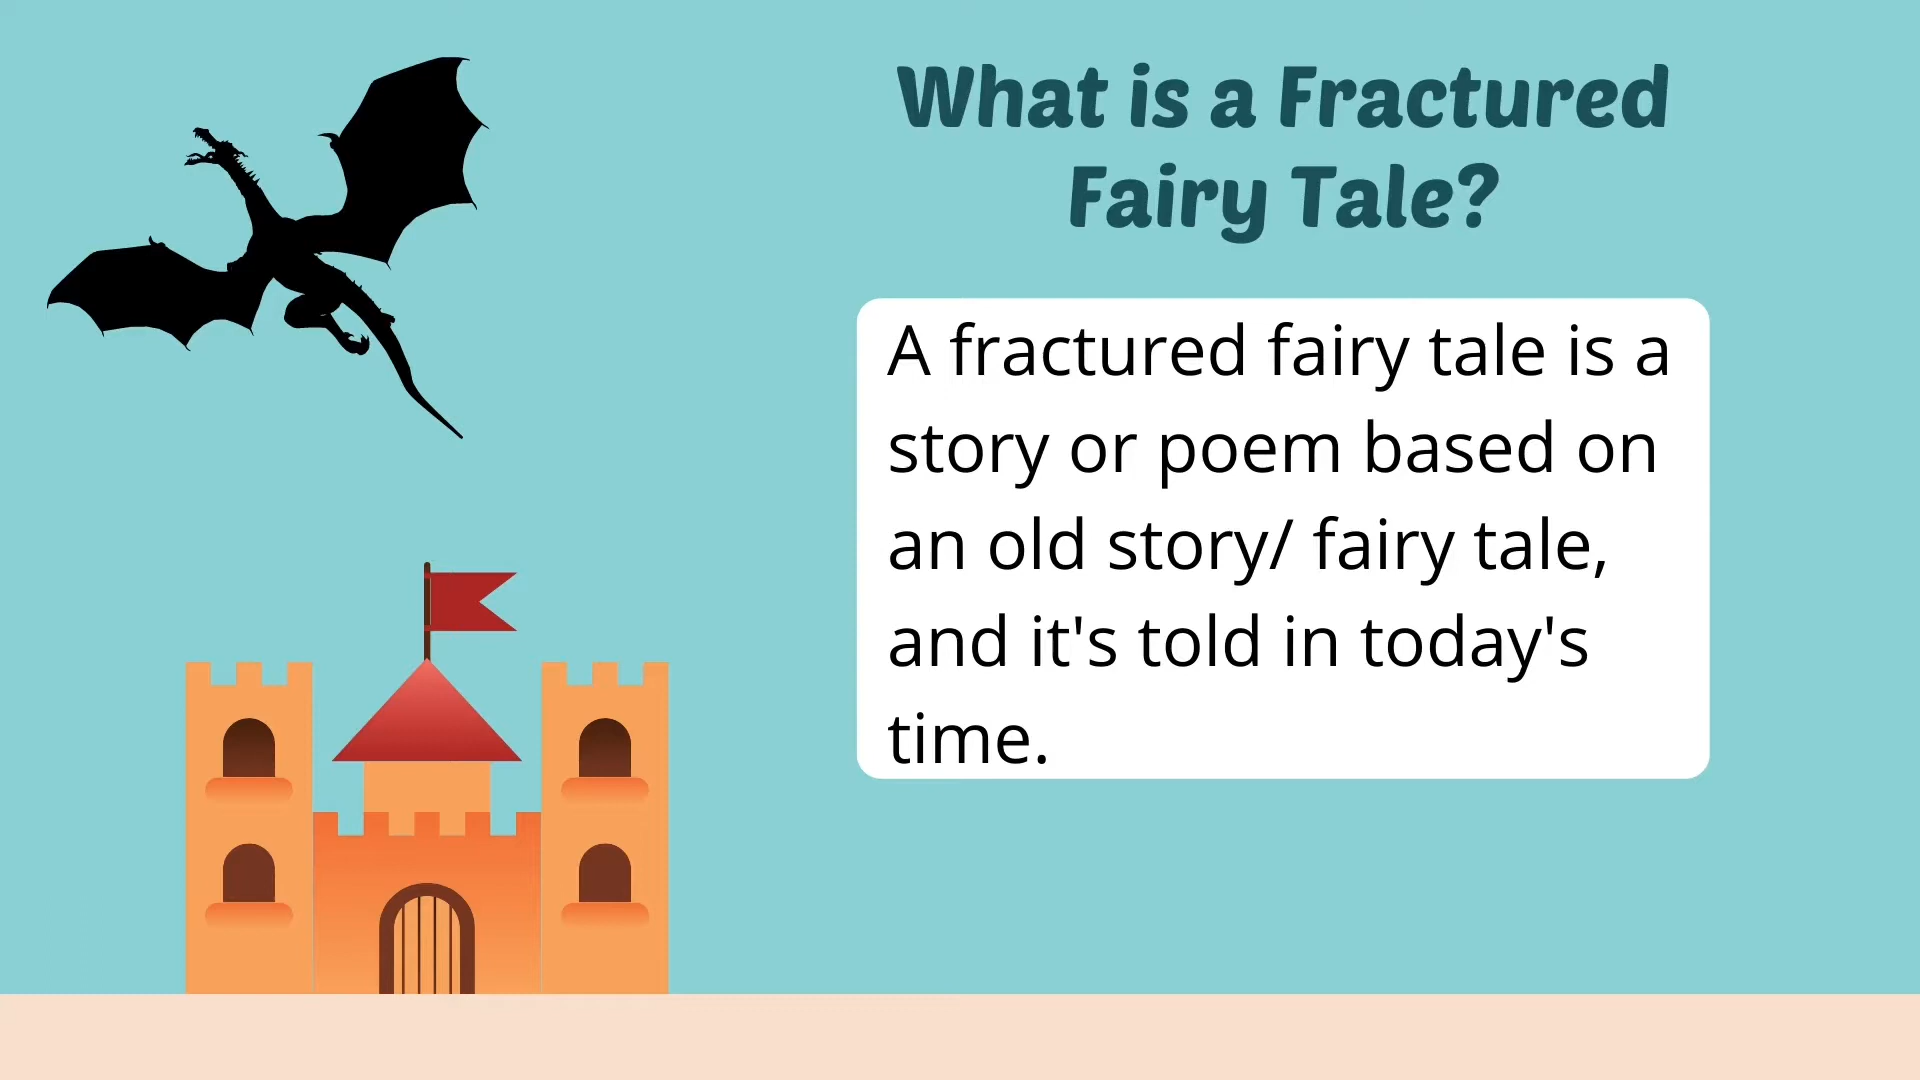 What is a Fractured
Fairy Tale?
A fractured fairy tale is a
story or poem based on
an old story/ fairy tale,
and it's told in today's
time.